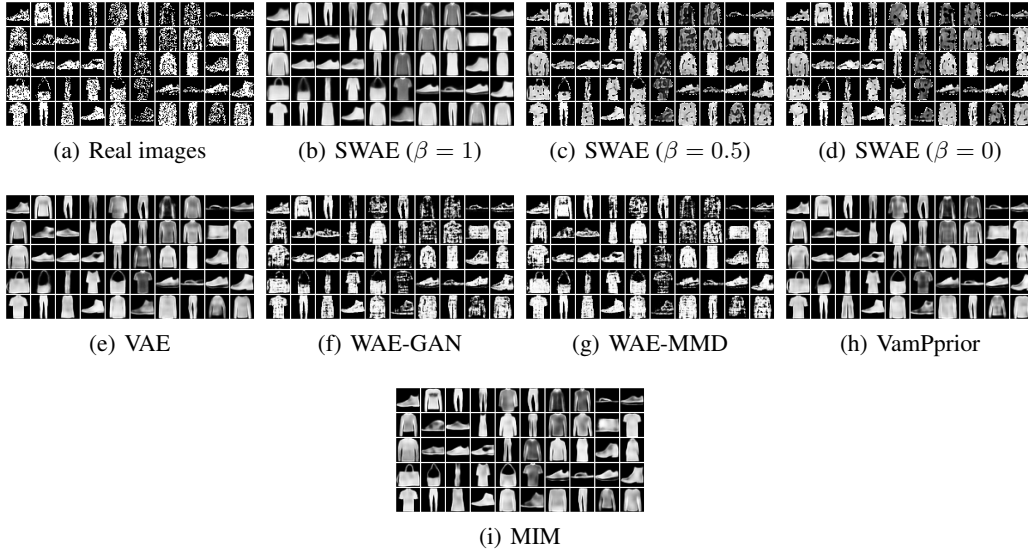 (a) Real images
(b) SWAE (β = 1)
(c) SWAE (β = 0.5)
(d) SWAE (β = 0)
(e) VAE
(f) WAE-GAN
(g) WAE-MMD
(h) VamPprior
(i) MIM